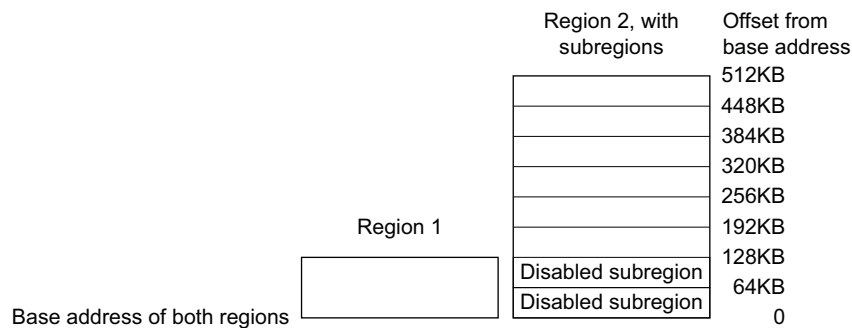 Region 2, with
subregions
Offset from
base address
512KB
448KB
384KB
320KB
256KB
Region 1
192KB
128KB
Disabled subregion
64KB
Disabled subregion
Base address of both regions
0